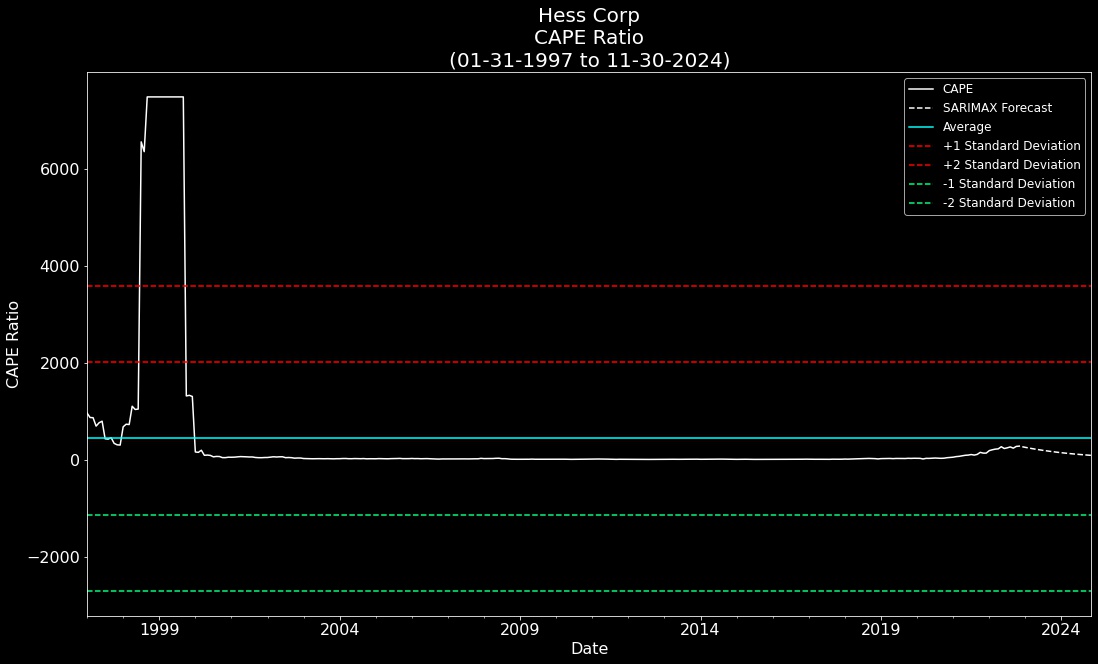 Hess Corp
CAPE Ratio
(01-31-1997 to 11-30-2024)
CAPE
SARIMAX Forecast
Average
+1 Standard Deviation
+2 Standard Deviation
-1 Standard Deviation
-2 Standard Deviation
CAPE Ratio
6000
4000
2000
0
−2000
1999
2004
2009
2014
2019
2024
Date